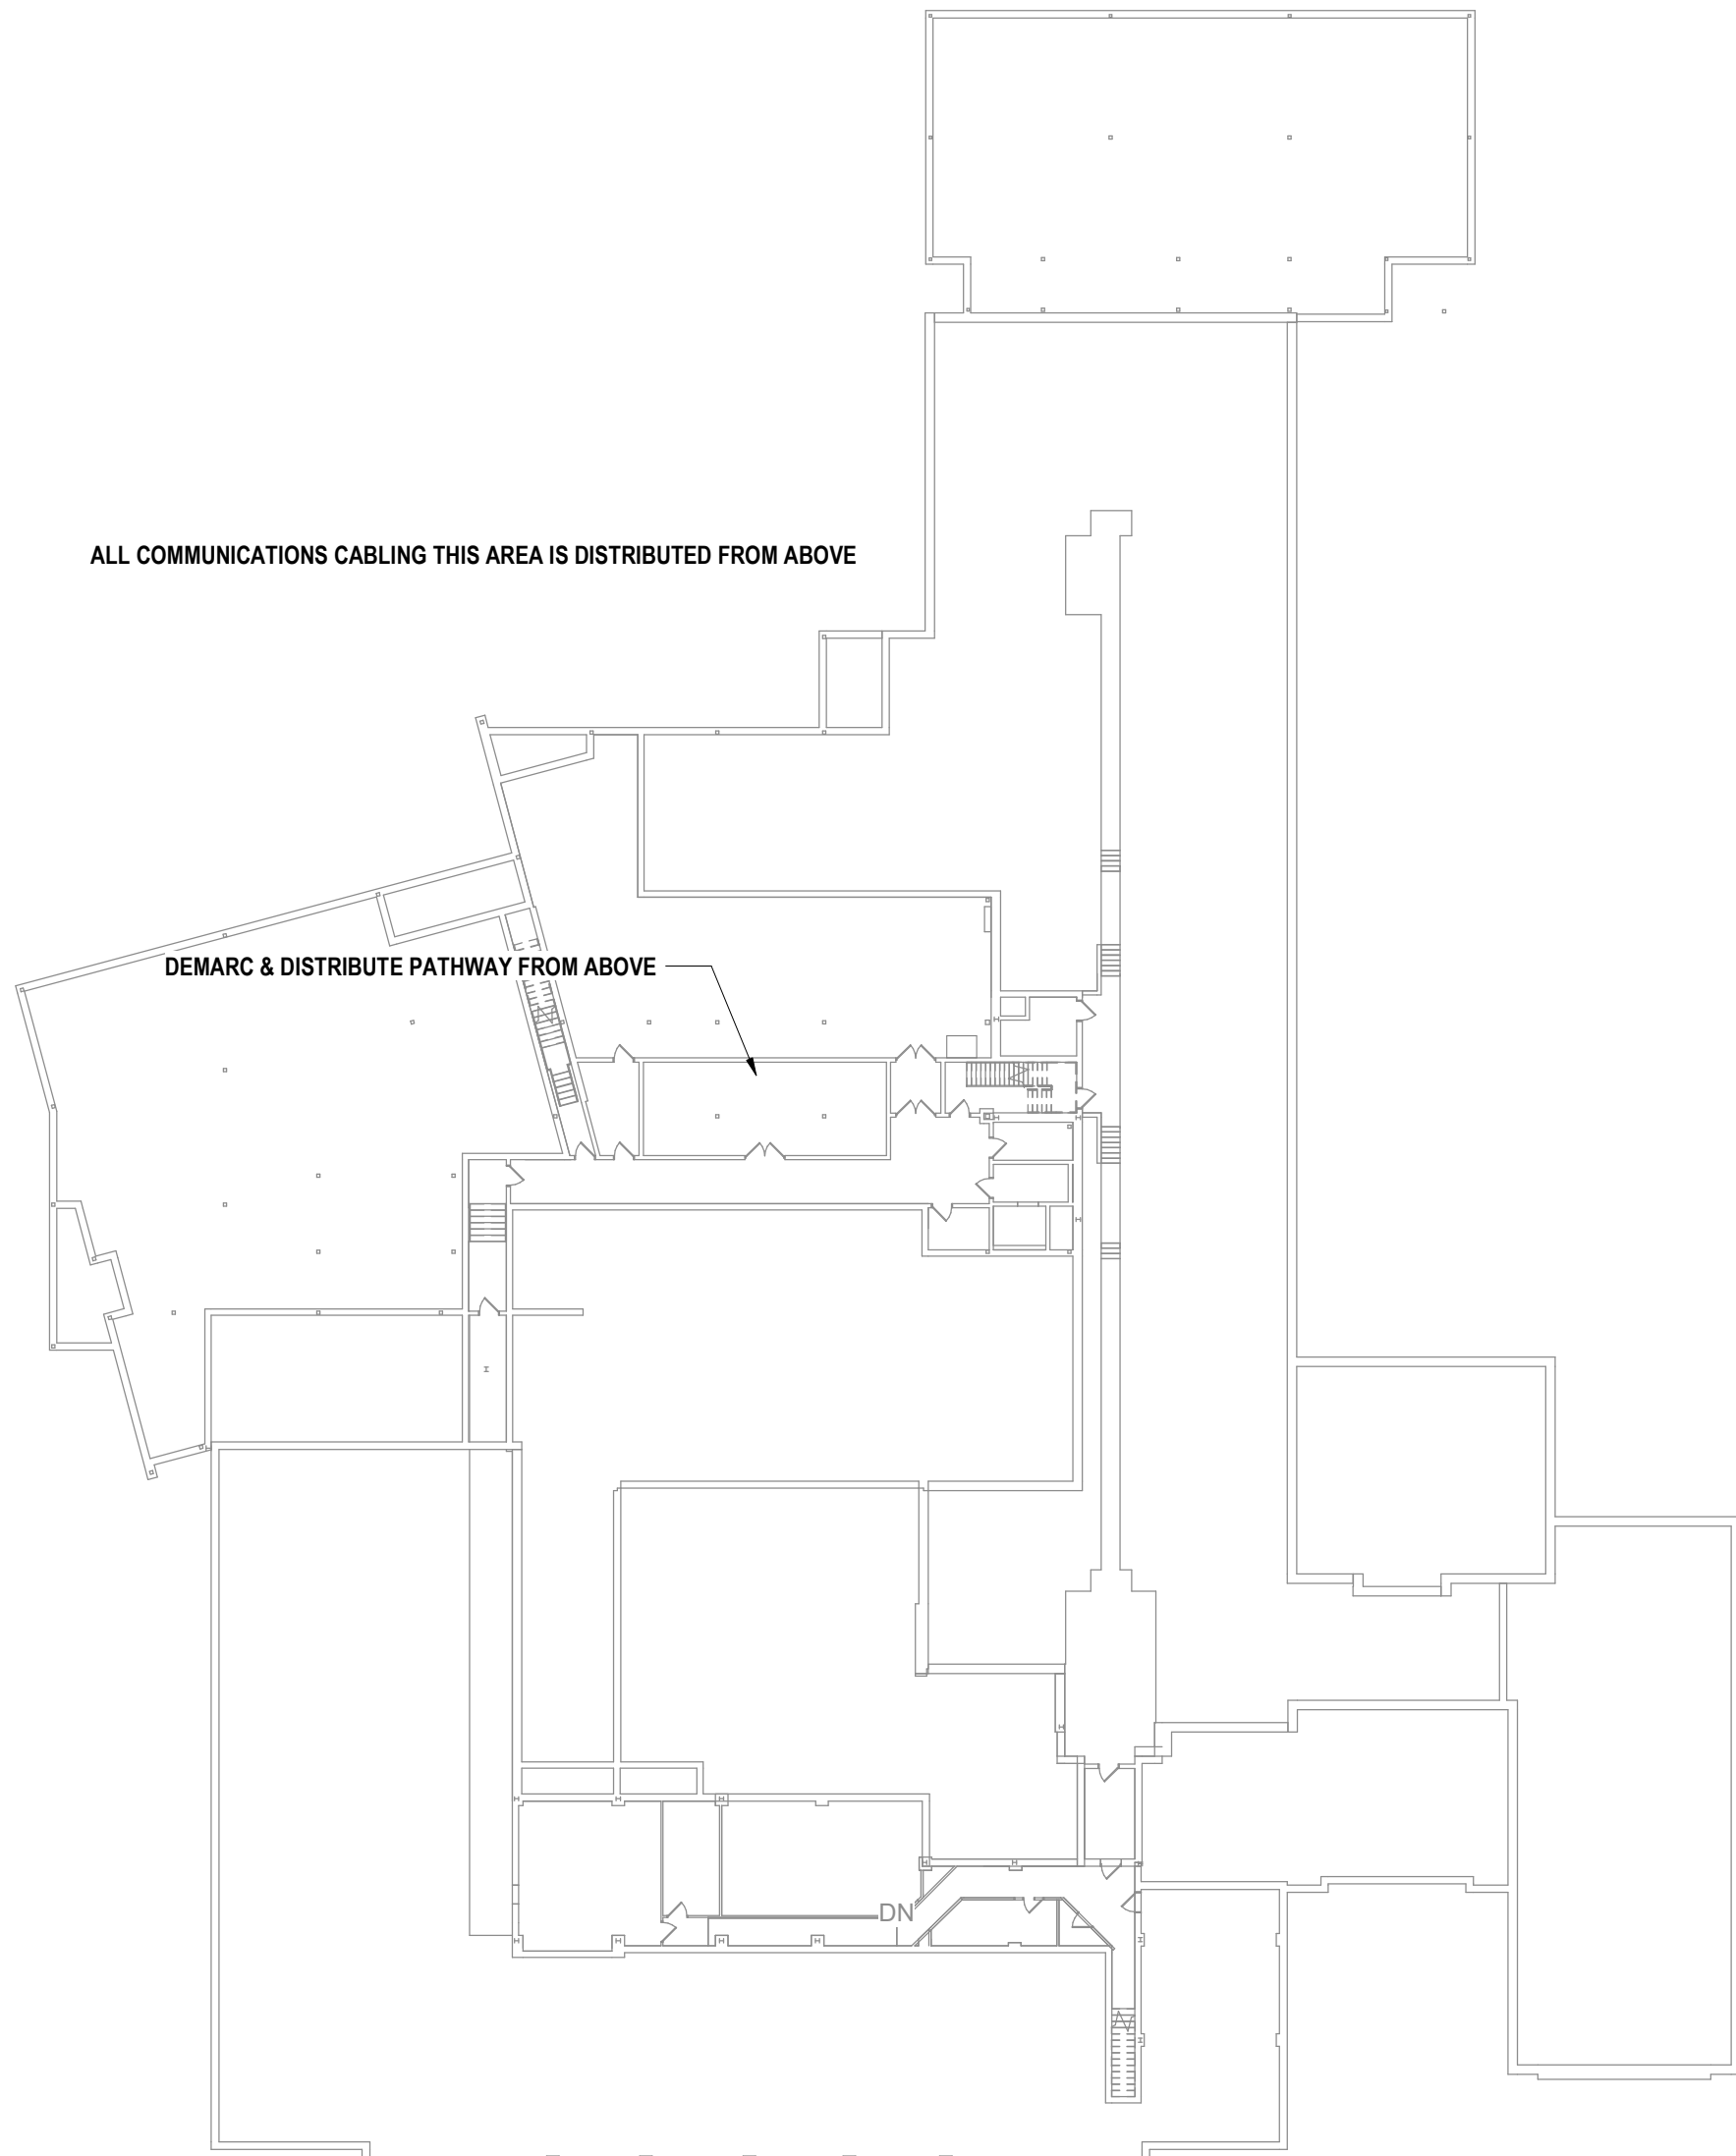 ALL COMMUNICATIONS CABLING THIS AREA IS DISTRIBUTED FROM ABOVE
DEMARC & DISTRIBUTE PATHWAY FROM ABOVE
DN